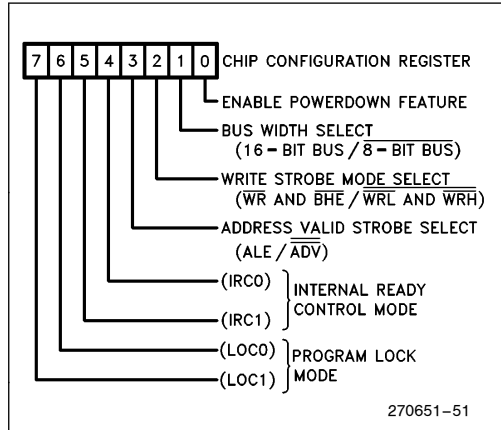 7 6 5 4 3 2 1 0 CHIP CONFIGURATION REGISTER
ENABLE POWERDOWN FEATURE
BUS WIDTH SELECT
(16-BIT BUS / 8-BIT BUS)
WRITE STROBE MODE SELECT
(WR AND BHE / WRL AND WRH)
ADDRESS VALID STROBE SELECT
(ALE / ADV)
(IRC0)
INTERNAL READY
CONTROL MODE
(IRC1)
(LOC0)
PROGRAM LOCK
MODE
(LOC1)
270651-51